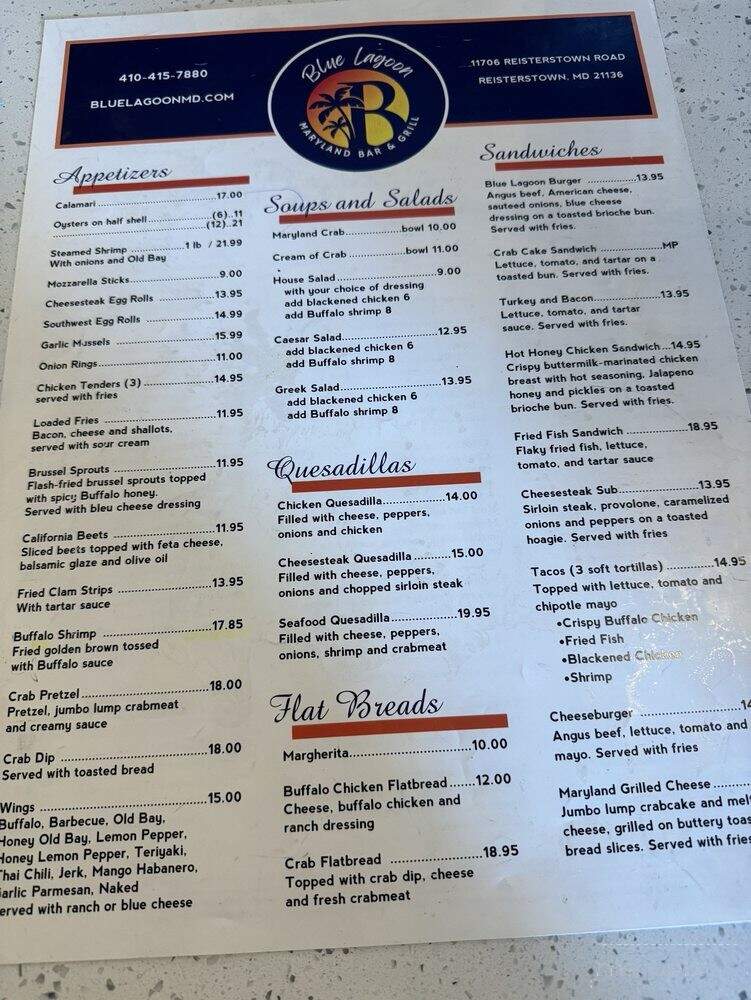 410-415-7880
BLUELAGOONMD.COM
Blue Lagoon
B
MARYLAND BAR & GRILL
11706 REISTERSTOWN ROAD
REISTERSTOWN, MD 21136
Appetizers
Calamari 17.00
Oysters on half shell (6)..11
(12)..21
Steamed Shrimp 1 lb / 21.99
With onions and Old Bay
Mozzarella Sticks 9.00
Cheesesteak Egg Rolls 13.95
Southwest Egg Rolls 14.99
Garlic Mussels 15.99
Onion Rings 11.00
Chicken Tenders (3) 14.95
served with fries
Loaded Fries 11.95
Bacon, cheese and shallots,
served with sour cream
Brussel Sprouts 11.95
Flash-fried brussel sprouts topped
with spicy Buffalo honey.
Served with bleu cheese dressing
California Beets 11.95
Sliced beets topped with feta cheese,
balsamic glaze and olive oil
Fried Clam Strips 13.95
With tartar sauce
Buffalo Shrimp 17.85
Fried golden brown tossed
with Buffalo sauce
Crab Pretzel 18.00
Pretzel, jumbo lump crabmeat
and creamy sauce
Crab Dip 18.00
Served with toasted bread
Wings 15.00
Buffalo, Barbecue, Old Bay,
Honey Old Bay, Lemon Pepper,
Honey Lemon Pepper, Teriyaki,
Thai Chili, Jerk, Mango Habanero,
arlic Parmesan, Naked
erved with ranch or blue cheese
Soups and Salads
Maryland Crab bowl 10.00
Cream of Crab bowl 11.00
House Salad 9.00
with your choice of dressing
add blackened chicken 6
add Buffalo shrimp 8
Caesar Salad 12.95
add blackened chicken 6
add Buffalo shrimp 8
Greek Salad 13.95
add blackened chicken 6
add Buffalo shrimp 8
Quesadillas
Chicken Quesadilla 14.00
Filled with cheese, peppers,
onions and chicken
Cheesesteak Quesadilla 15.00
Filled with cheese, peppers,
onions and chopped sirloin steak
Seafood Quesadilla 19.95
Filled with cheese, peppers,
onions, shrimp and crabmeat
Flat Breads
Margherita 10.00
Buffalo Chicken Flatbread 12.00
Cheese, buffalo chicken and
ranch dressing
Crab Flatbread 18.95
Topped with crab dip, cheese
and fresh crabmeat
Sandwiches
Blue Lagoon Burger 13.95
Angus beef, American cheese,
sauteed onions, blue cheese
dressing on a toasted brioche bun.
Served with fries.
Crab Cake Sandwich MP
Lettuce, tomato, and tartar on a
toasted bun. Served with fries.
Turkey and Bacon 13.95
Lettuce, tomato, and tartar
sauce. Served with fries.
Hot Honey Chicken Sandwich 14.95
Crispy buttermilk-marinated chicken
breast with hot seasoning, Jalapeno
honey and pickles on a toasted
brioche bun. Served with fries.
Fried Fish Sandwich 18.95
Flaky fried fish, lettuce,
tomato, and tartar sauce
Cheesesteak Sub 13.95
Sirloin steak, provolone, caramelized
onions and peppers on a toasted
hoagie. Served with fries
Tacos (3 soft tortillas) 14.95
Topped with lettuce, tomato and
chipotle mayo
•Crispy Buffalo Chicken
•Fried Fish
•Blackened Chicken
•Shrimp
Cheeseburger 14
Angus beef, lettuce, tomato and
mayo. Served with fries
Maryland Grilled Cheese
Jumbo lump crabcake and mel
cheese, grilled on buttery toas
bread slices. Served with fries